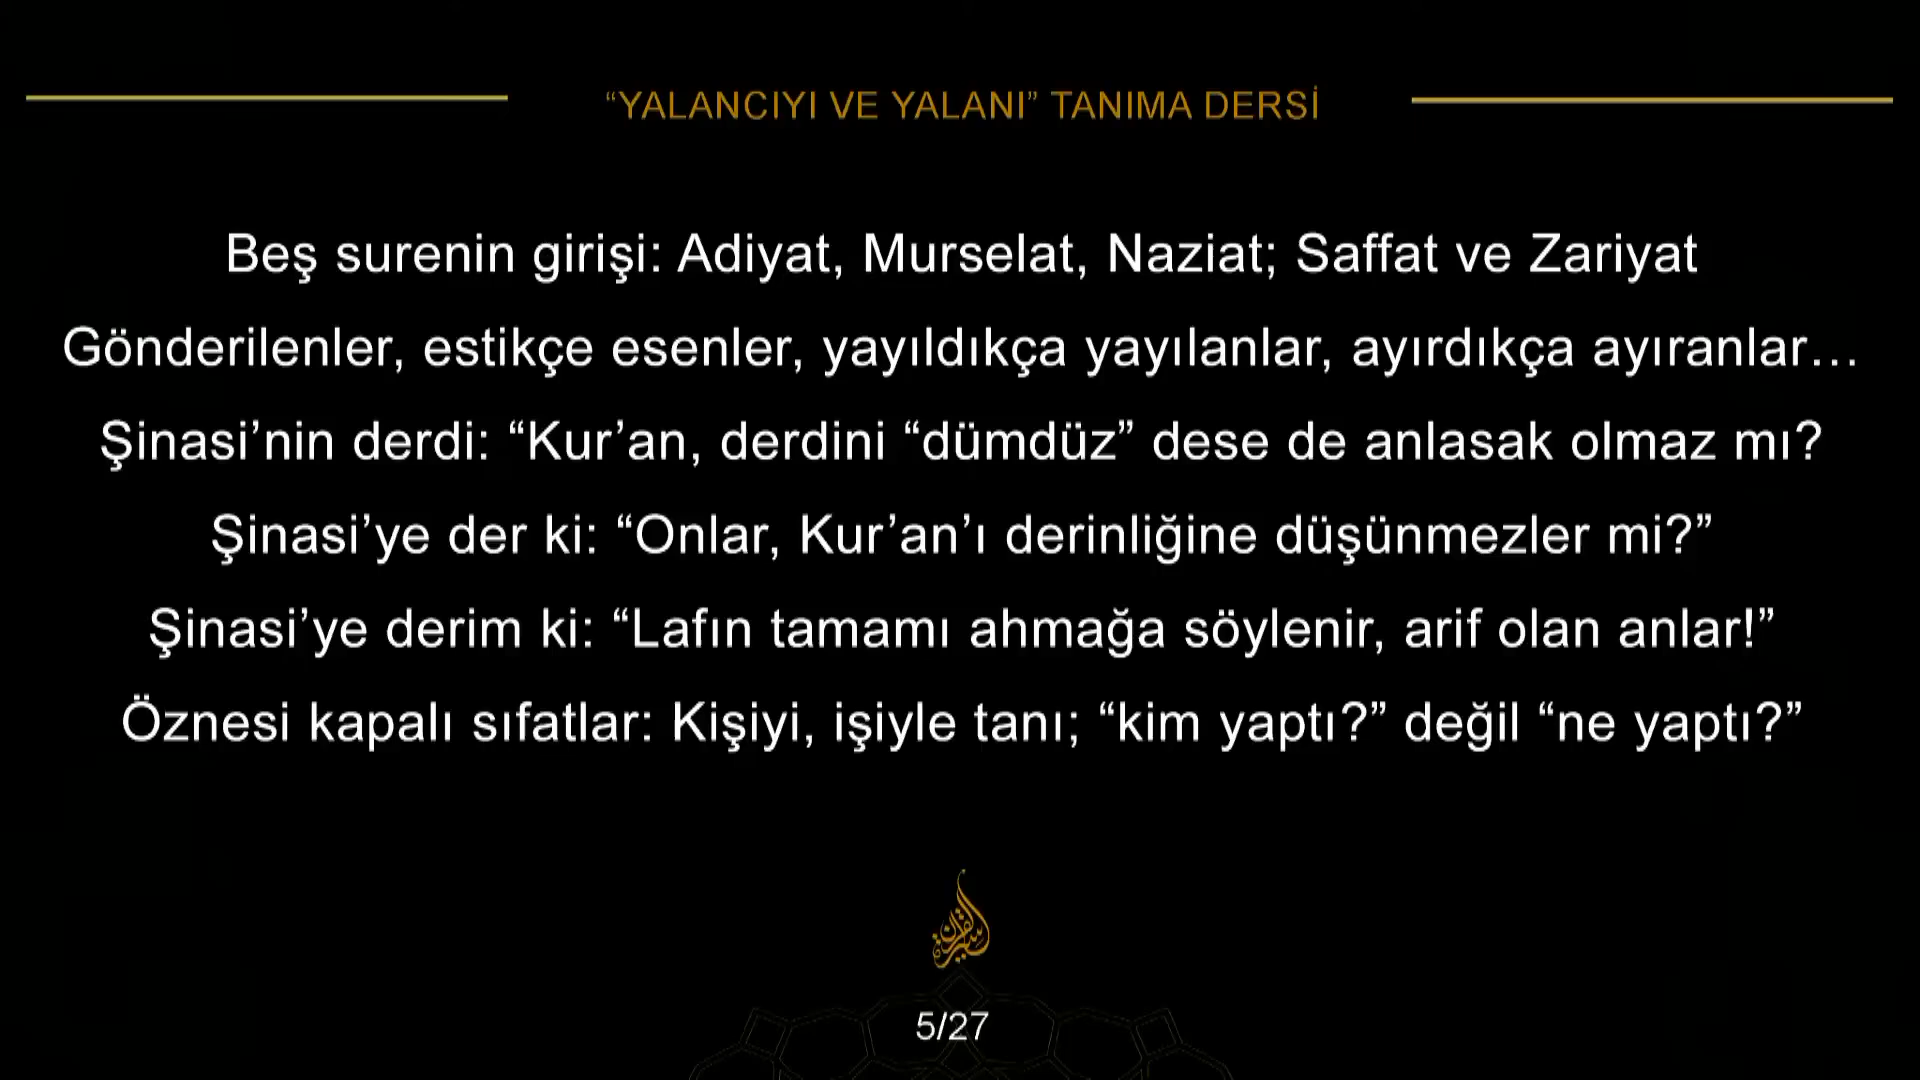 “YALANCIYI VE YALANI” TANIMA DERSİ
Beş surenin girişi: Adiyat, Murselat, Naziat; Saffat ve Zariyat
Gönderilenler, estikçe esenler, yayıldıkça yayılanlar, ayırdıkça ayıranlar…
Şinasi’nin derdi: “Kur’an, derdini “dümdüz” dese de anlasak olmaz mı?
Şinasi’ye der ki: “Onlar, Kur’an’ı derinliğine düşünmezler mi?”
Şinasi’ye derim ki: “Lafın tamamı ahmağa söylenir, arif olan anlar!”
Öznesi kapalı sıfatlar: Kişiyi, işiyle tanı; “kim yaptı?” değil “ne yaptı?”
5/27